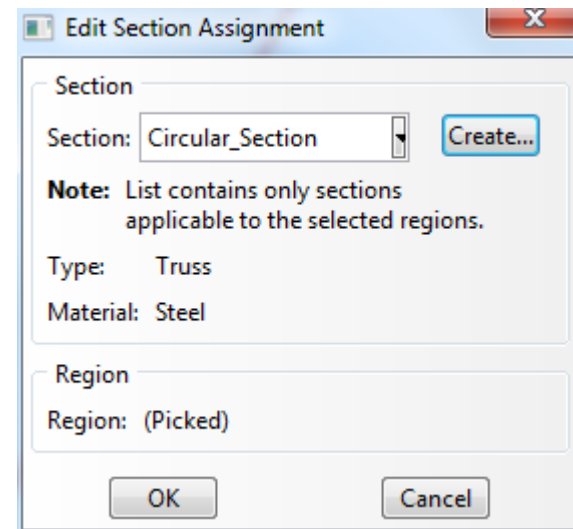 Edit Section Assignment
X
Section
Section: Circular_Section Create...
Note: List contains only sections
applicable to the selected regions.
Type: Truss
Material: Steel
Region
Region: (Picked)
OK Cancel